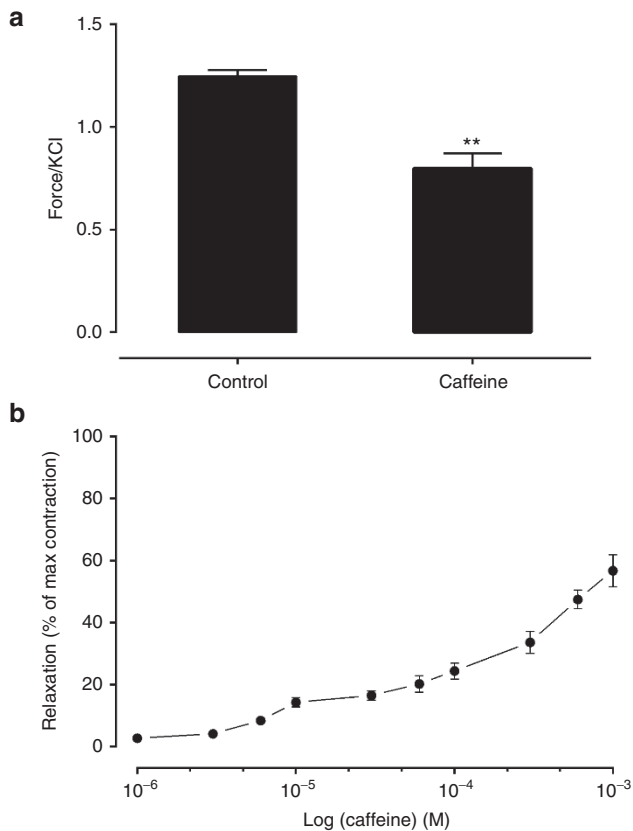 a
1.5
1.0
0.5
0.0
Force/KCl
**
Control Caffeine
b
100
80
60
40
20
0
Relaxation (% of max contraction)
10⁻⁶ 10⁻⁵ 10⁻⁴ 10⁻³
Log (caffeine) (M)